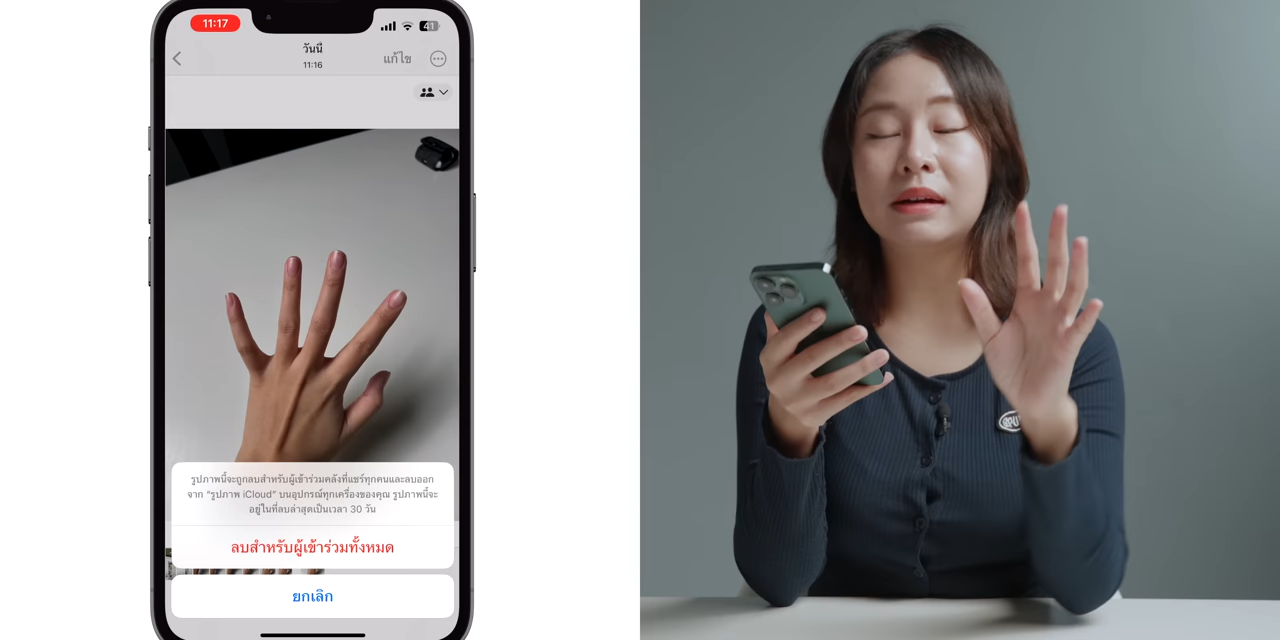 11:17
41
วันนี้
11:16
แก้ไข
รูปภาพนี้จะถูกลบสำหรับผู้เข้าร่วมคลังที่แชร์ทุกคนและลบออก
จาก "รูปภาพ iCloud" บนอุปกรณ์ทุกเครื่องของคุณ รูปภาพนี้จะ
อยู่ในที่ลบล่าสุดเป็นเวลา 30 วัน
ลบสำหรับผู้เข้าร่วมทั้งหมด
ยกเลิก